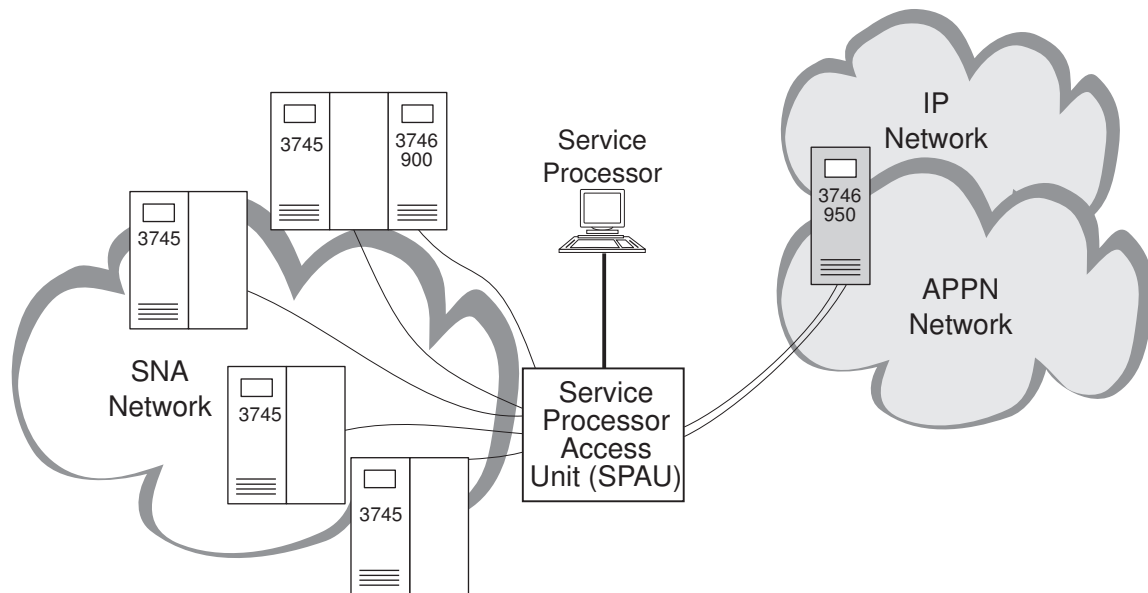 3745
3746
900
Service
Processor
IP
Network
3746
950
3745
APPN
Network
SNA
Network
3745
Service
Processor
Access
Unit (SPAU)
3745